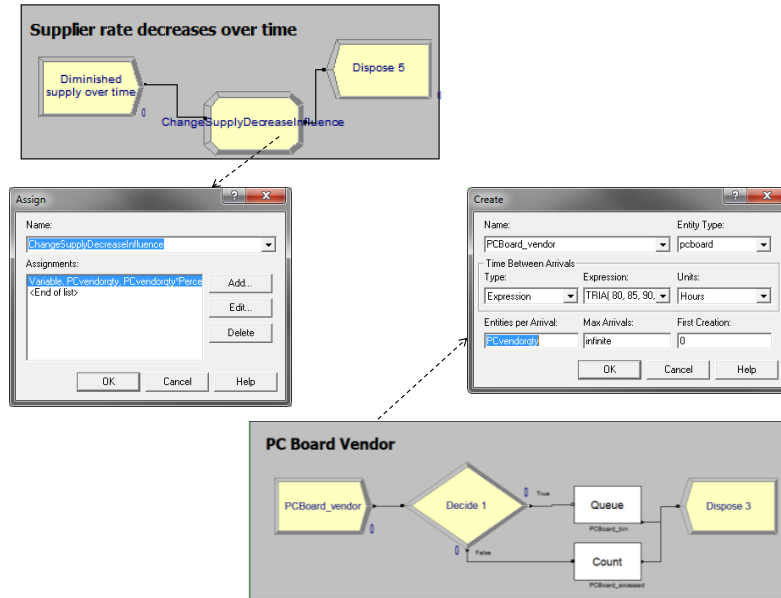 Supplier rate decreases over time
Diminished
supply over time
0
ChangeSupplyDecreaseInfluence
Dispose 5
0
Assign
Name:
ChangeSupplyDecreaseInfluence
Assignments:
Variable, PCvendorqty, PCvendorqty*Perce
<End of list>
Add...
Edit...
Delete
OK Cancel Help
Create
Name: Entity Type:
PCBoard_vendor pcboard
Time Between Arrivals
Type: Expression: Units:
Expression TRIA( 80, 85, 90, Hours
Entities per Arrival: Max Arrivals: First Creation:
PCvendorqty infinite 0
OK Cancel Help
PC Board Vendor
PCBoard_vendor
0
Decide 1
0 True
0 False
Queue
PCBoard_bin
Count
PCBoard_excessed
Dispose 3
0